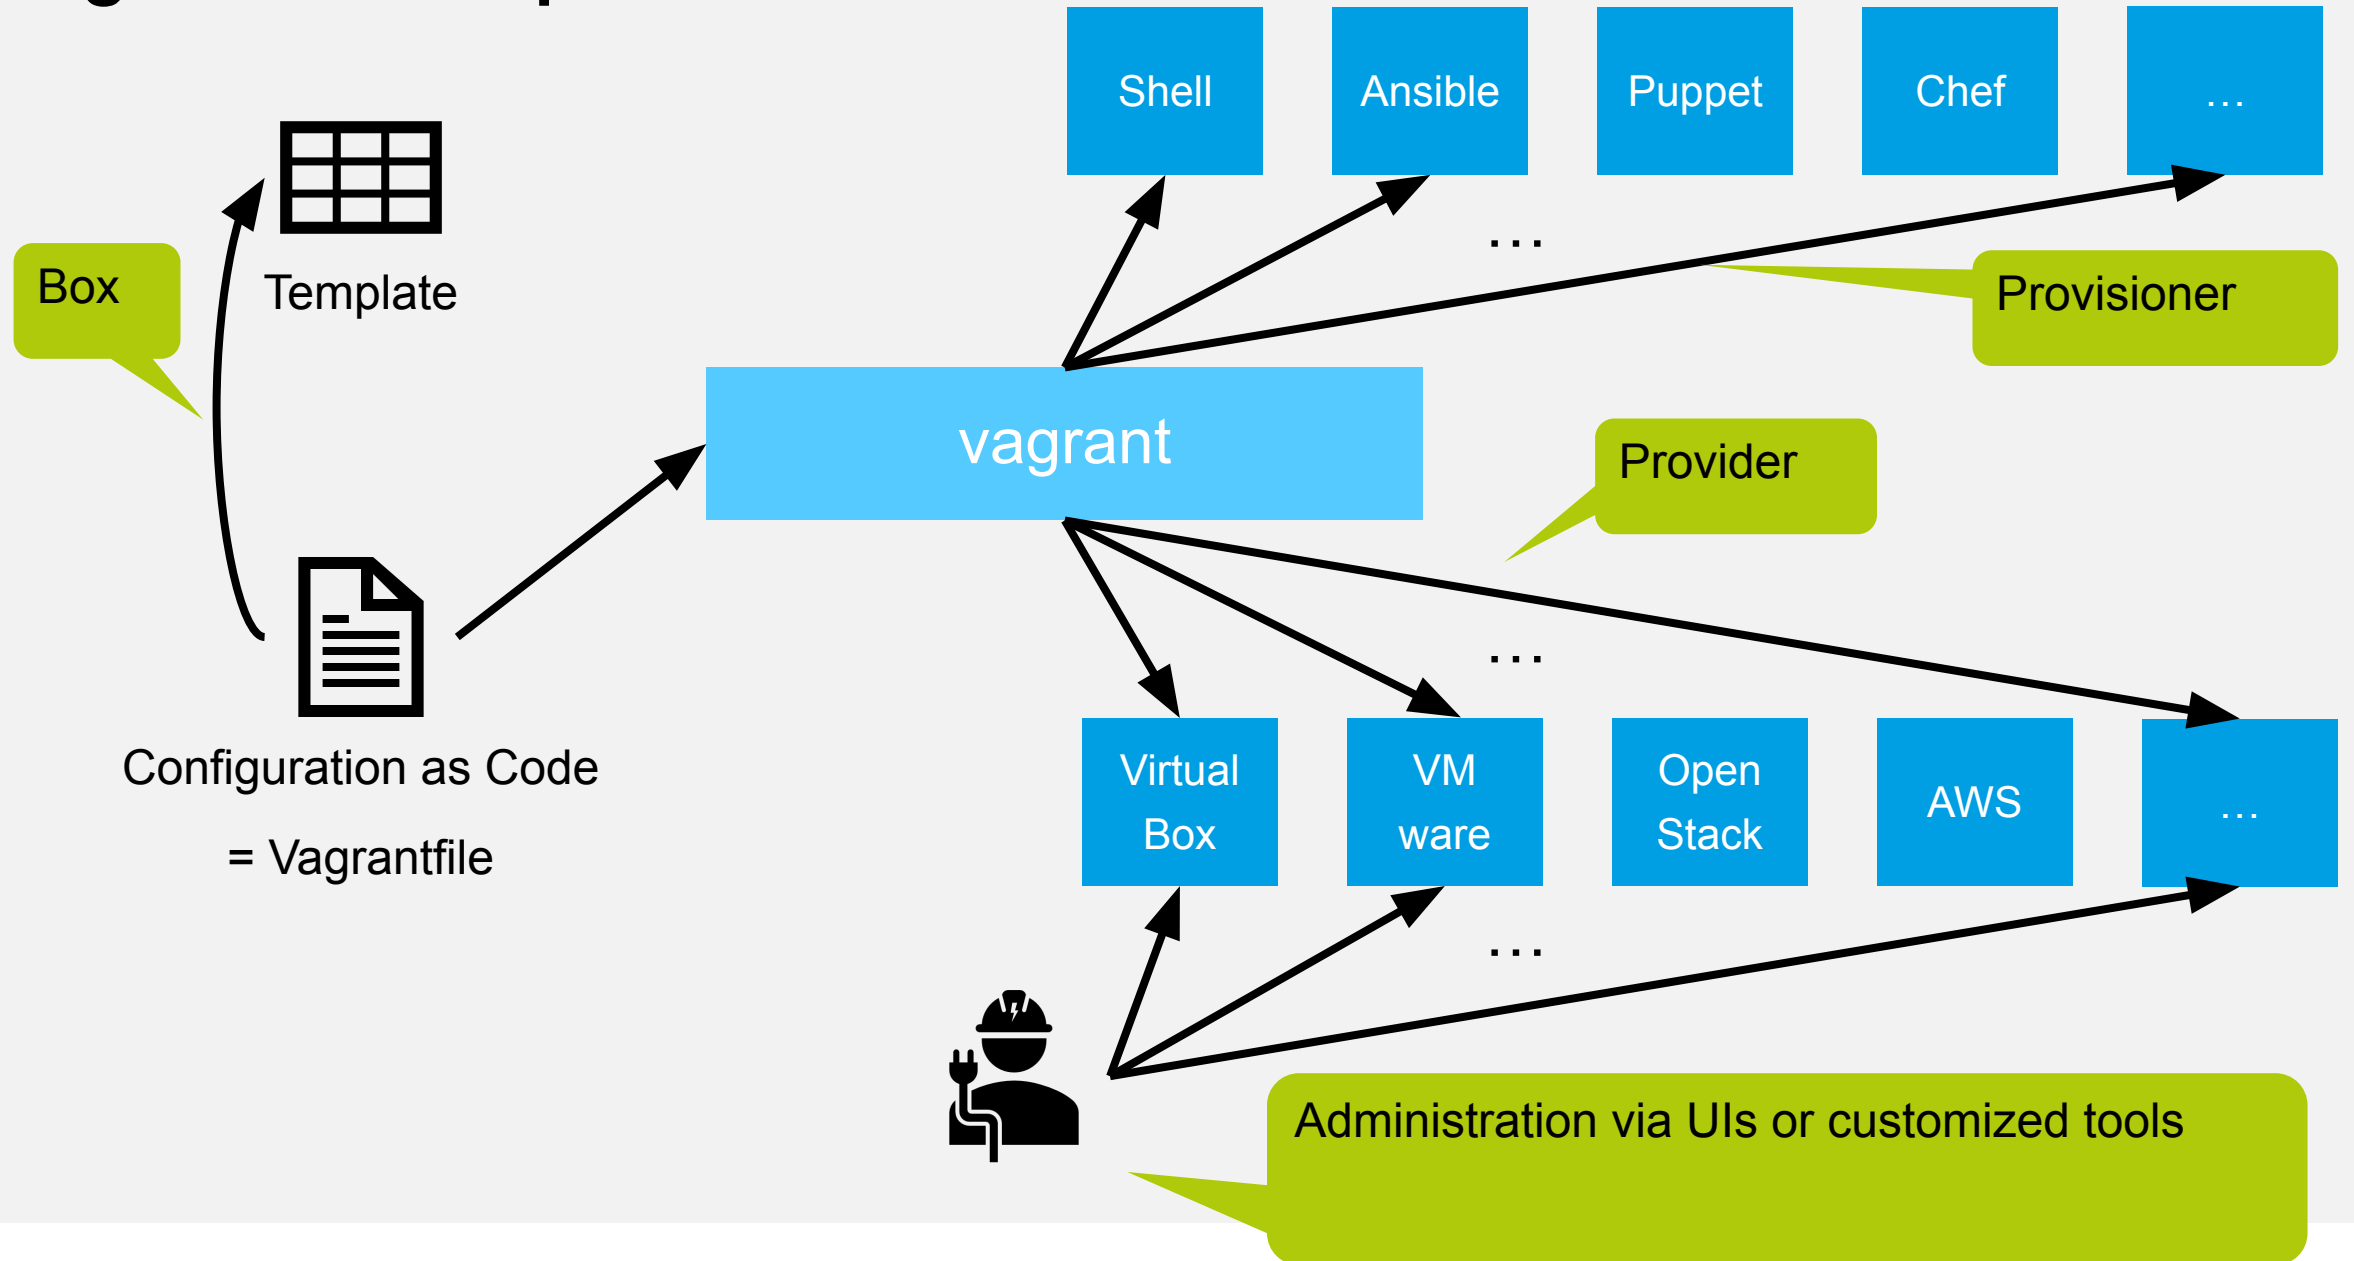 Shell
Ansible
Puppet
Chef
...
Box
Template
...
Provisioner
vagrant
Provider
...
Virtual
Box
VM
ware
Open
Stack
AWS
...
Configuration as Code
= Vagrantfile
...
Administration via UIs or customized tools